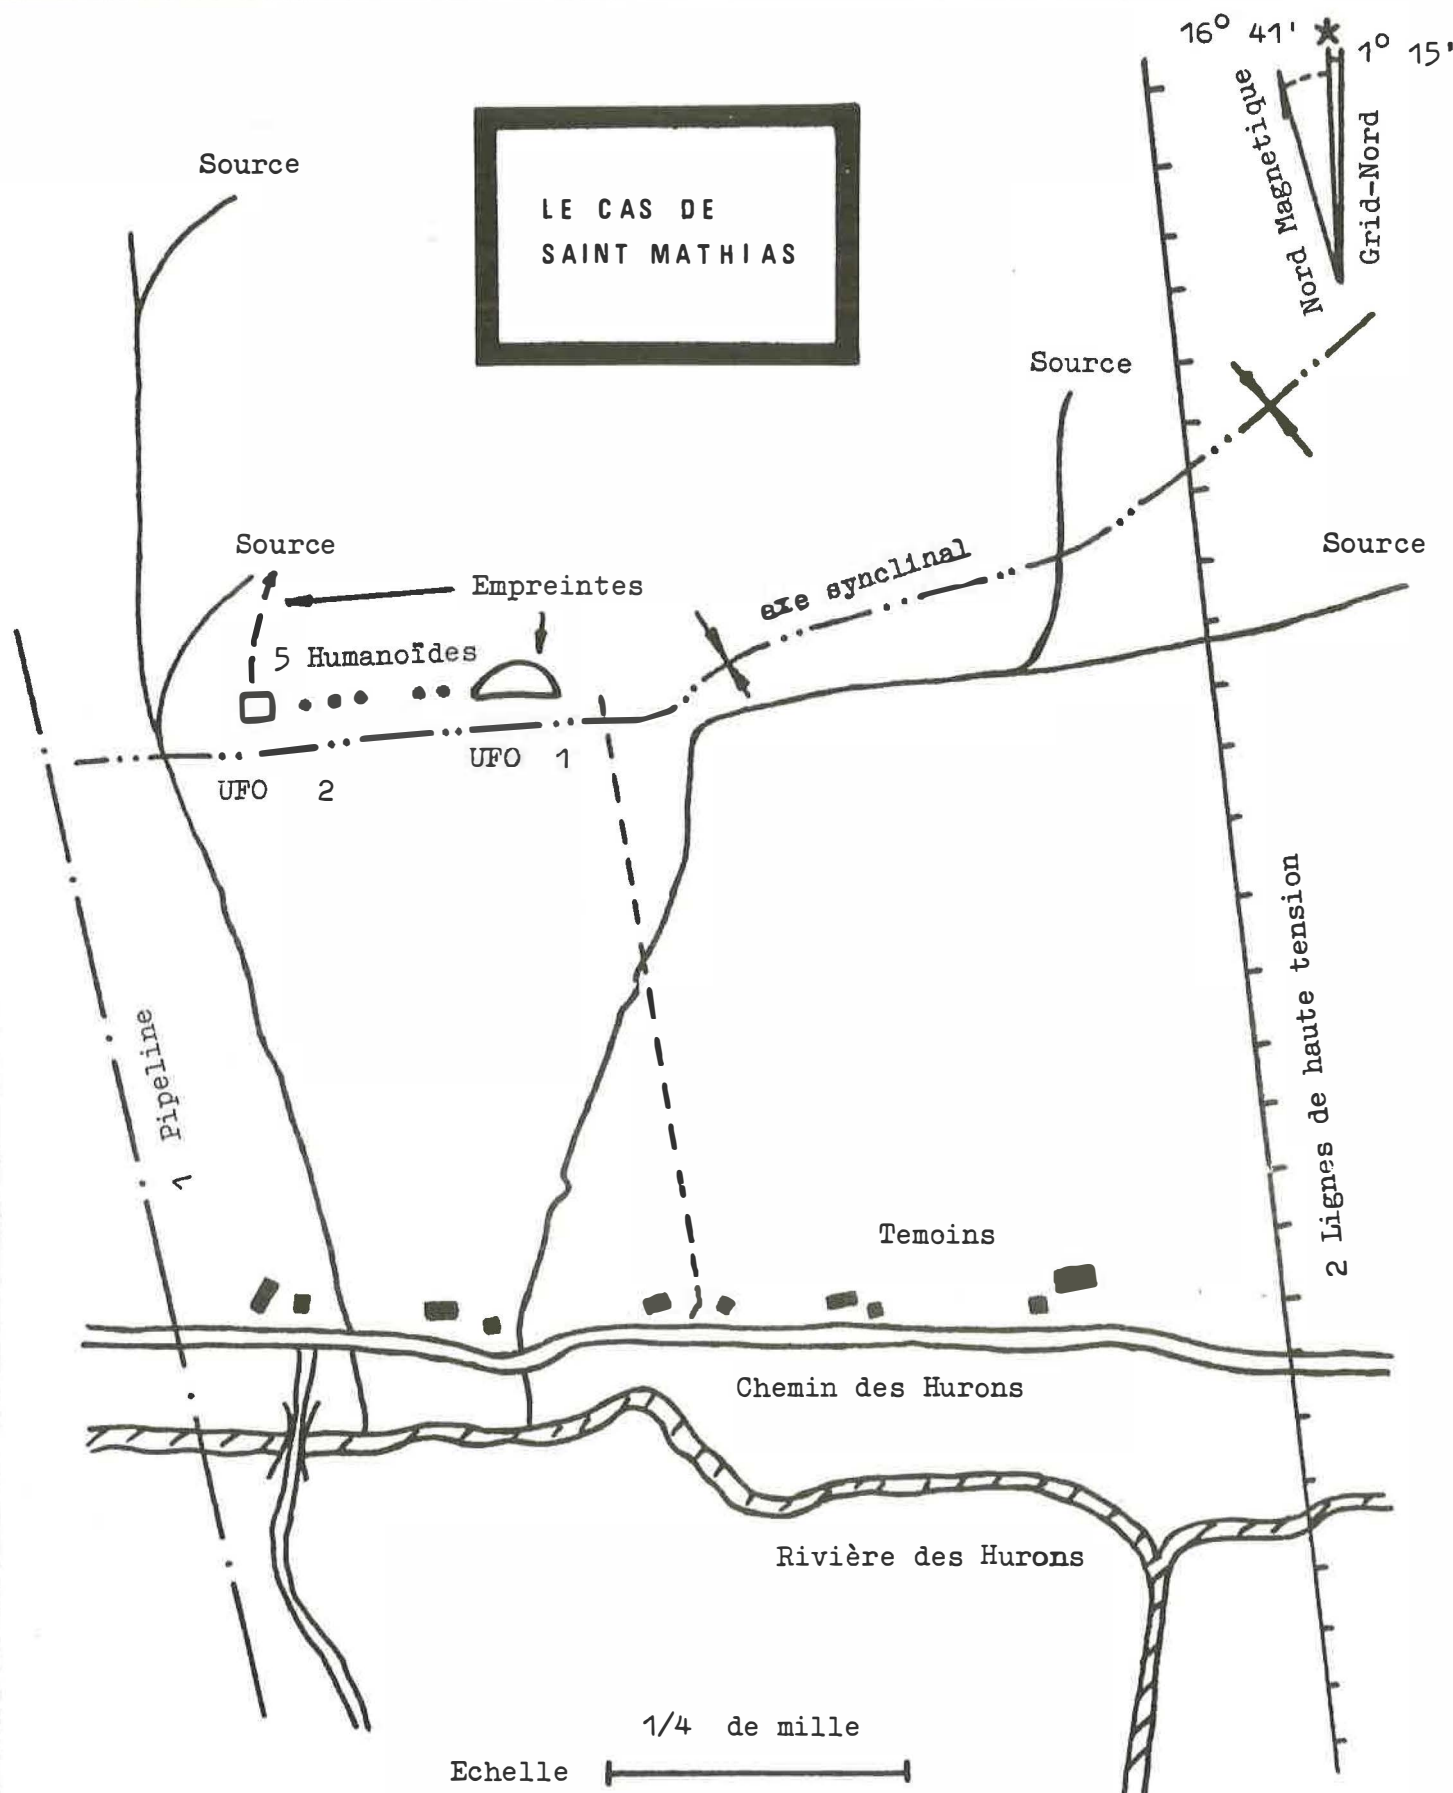 16° 41'
1° 15'
Nord Magnetique
Grid-Nord
Source
LE CAS DE
SAINT MATHIAS
Source
Source
Source
axe synclinal
Empreintes
5 Humanoïdes
UFO 1
UFO 2
1 Pipeline
2 Lignes de haute tension
Temoins
Chemin des Hurons
Rivière des Hurons
1/4 de mille
Echelle